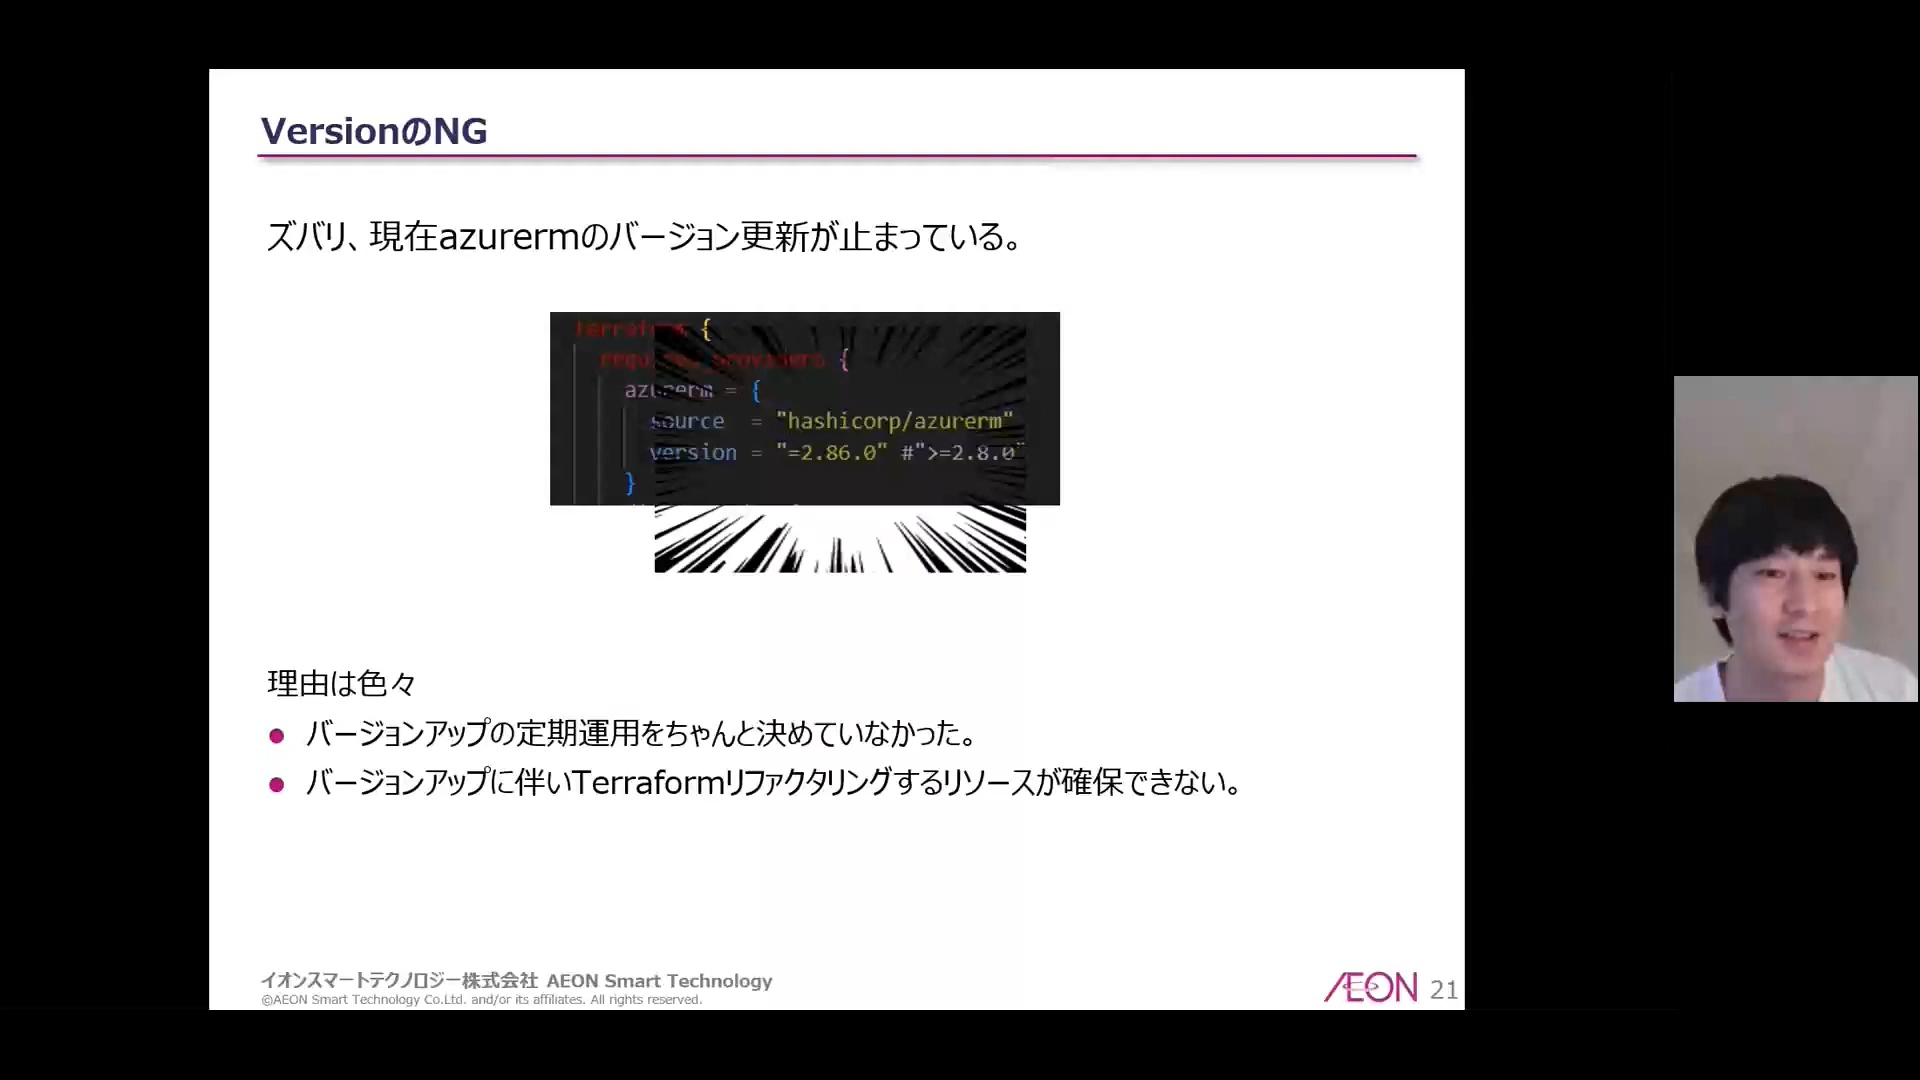 VersionのNG
ズバリ、現在azurermのバージョン更新が止まっている。
terraform {
required_providers {
azurerm = {
source = "hashicorp/azurerm"
version = "=2.86.0" #">=2.8.0"
}
理由は色々
● バージョンアップの定期運用をちゃんと決めていなかった。
● バージョンアップに伴いTerraformリファクタリングするリソースが確保できない。
イオンスマートテクノロジー株式会社 AEON Smart Technology
©AEON Smart Technology Co.Ltd. and/or its affiliates. All rights reserved.
ÆON 21